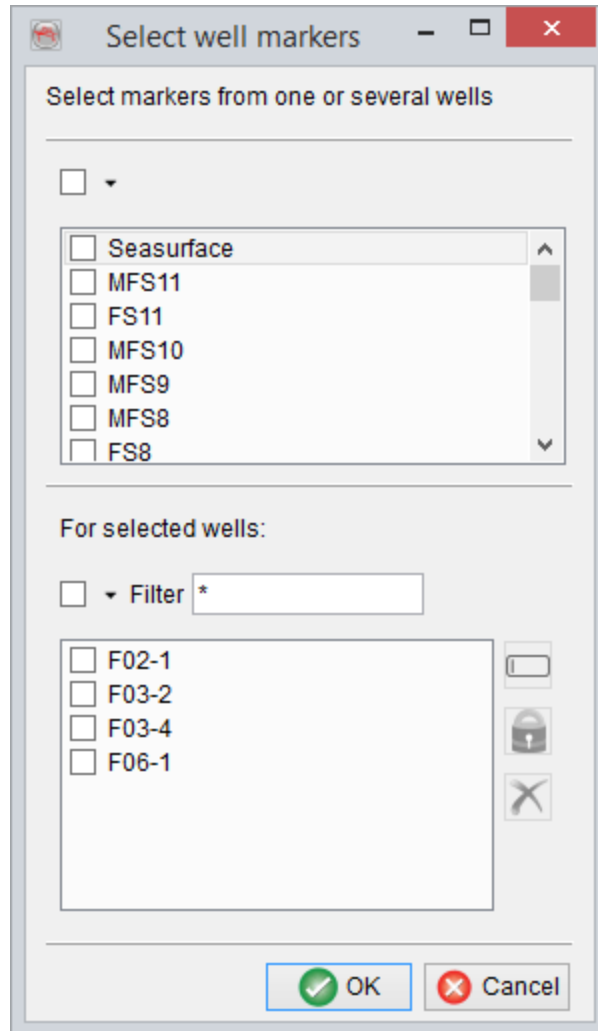 Select well markers
Select markers from one or several wells
Seasurface
MFS11
FS11
MFS10
MFS9
MFS8
FS8
For selected wells:
Filter *
F02-1
F03-2
F03-4
F06-1
OK Cancel